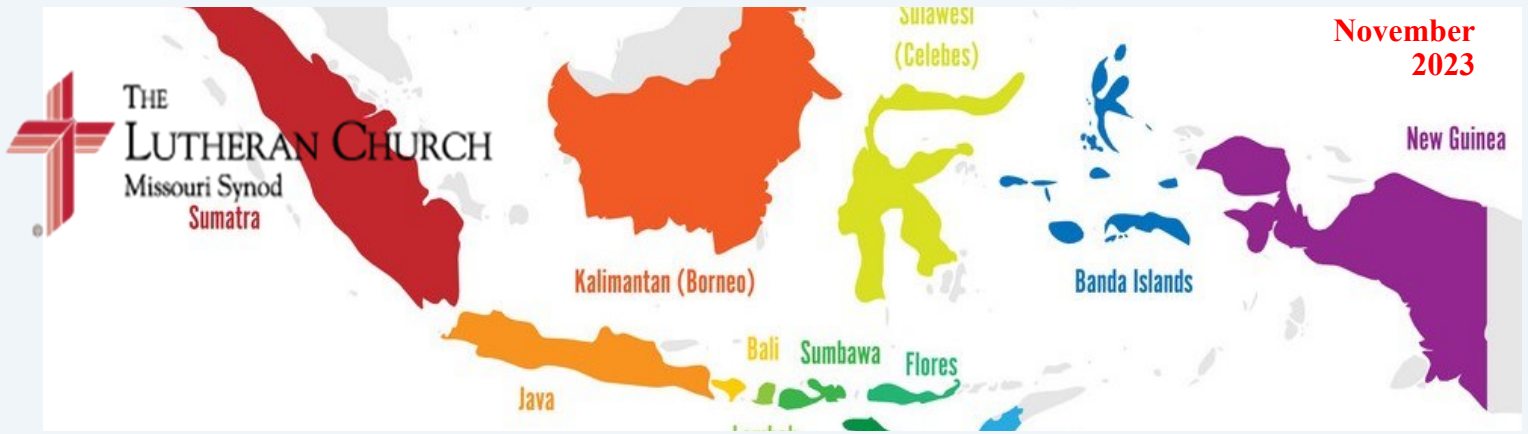 Sulawesi
(Celebes)
November
2023
THE
LUTHERAN CHURCH
Missouri Synod
Sumatra
®
New Guinea
Kalimantan (Borneo)
Banda Islands
Bali
Sumbawa
Flores
Java